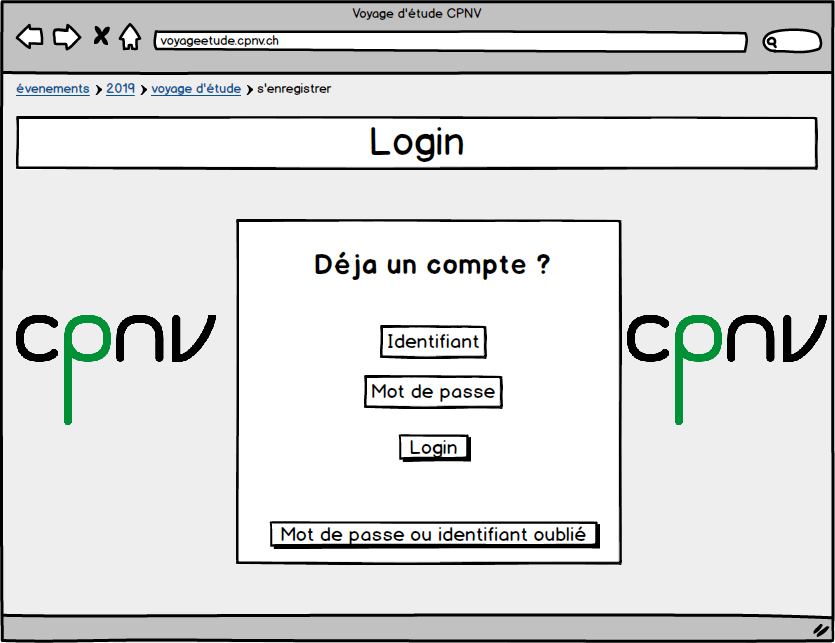 Voyage d'étude CPNV
voyageetude.cpnv.ch
évenements > 2019 > voyage d'étude > s'enregistrer
Login
Déja un compte ?
cpnv
cpnv
Identifiant
Mot de passe
Login
Mot de passe ou identifiant oublié